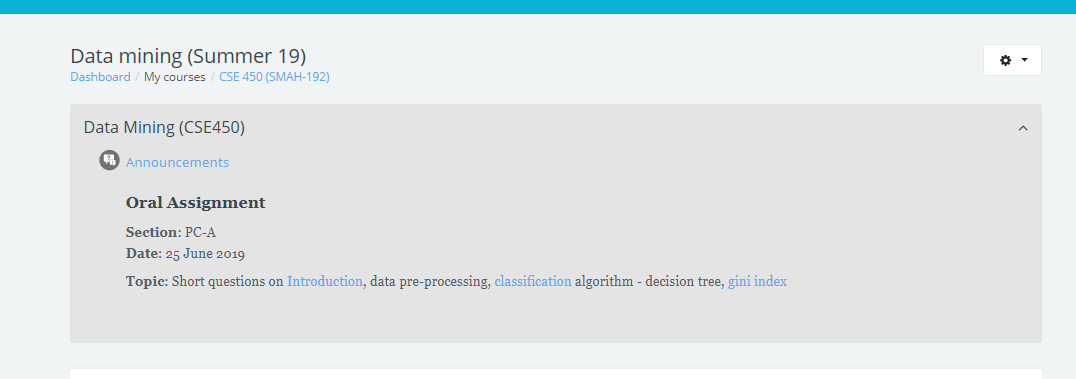 Data mining (Summer 19)
Dashboard / My courses / CSE 450 (SMAH-192)
Data Mining (CSE450)
Announcements
Oral Assignment
Section: PC-A
Date: 25 June 2019
Topic: Short questions on Introduction, data pre-processing, classification algorithm - decision tree, gini index